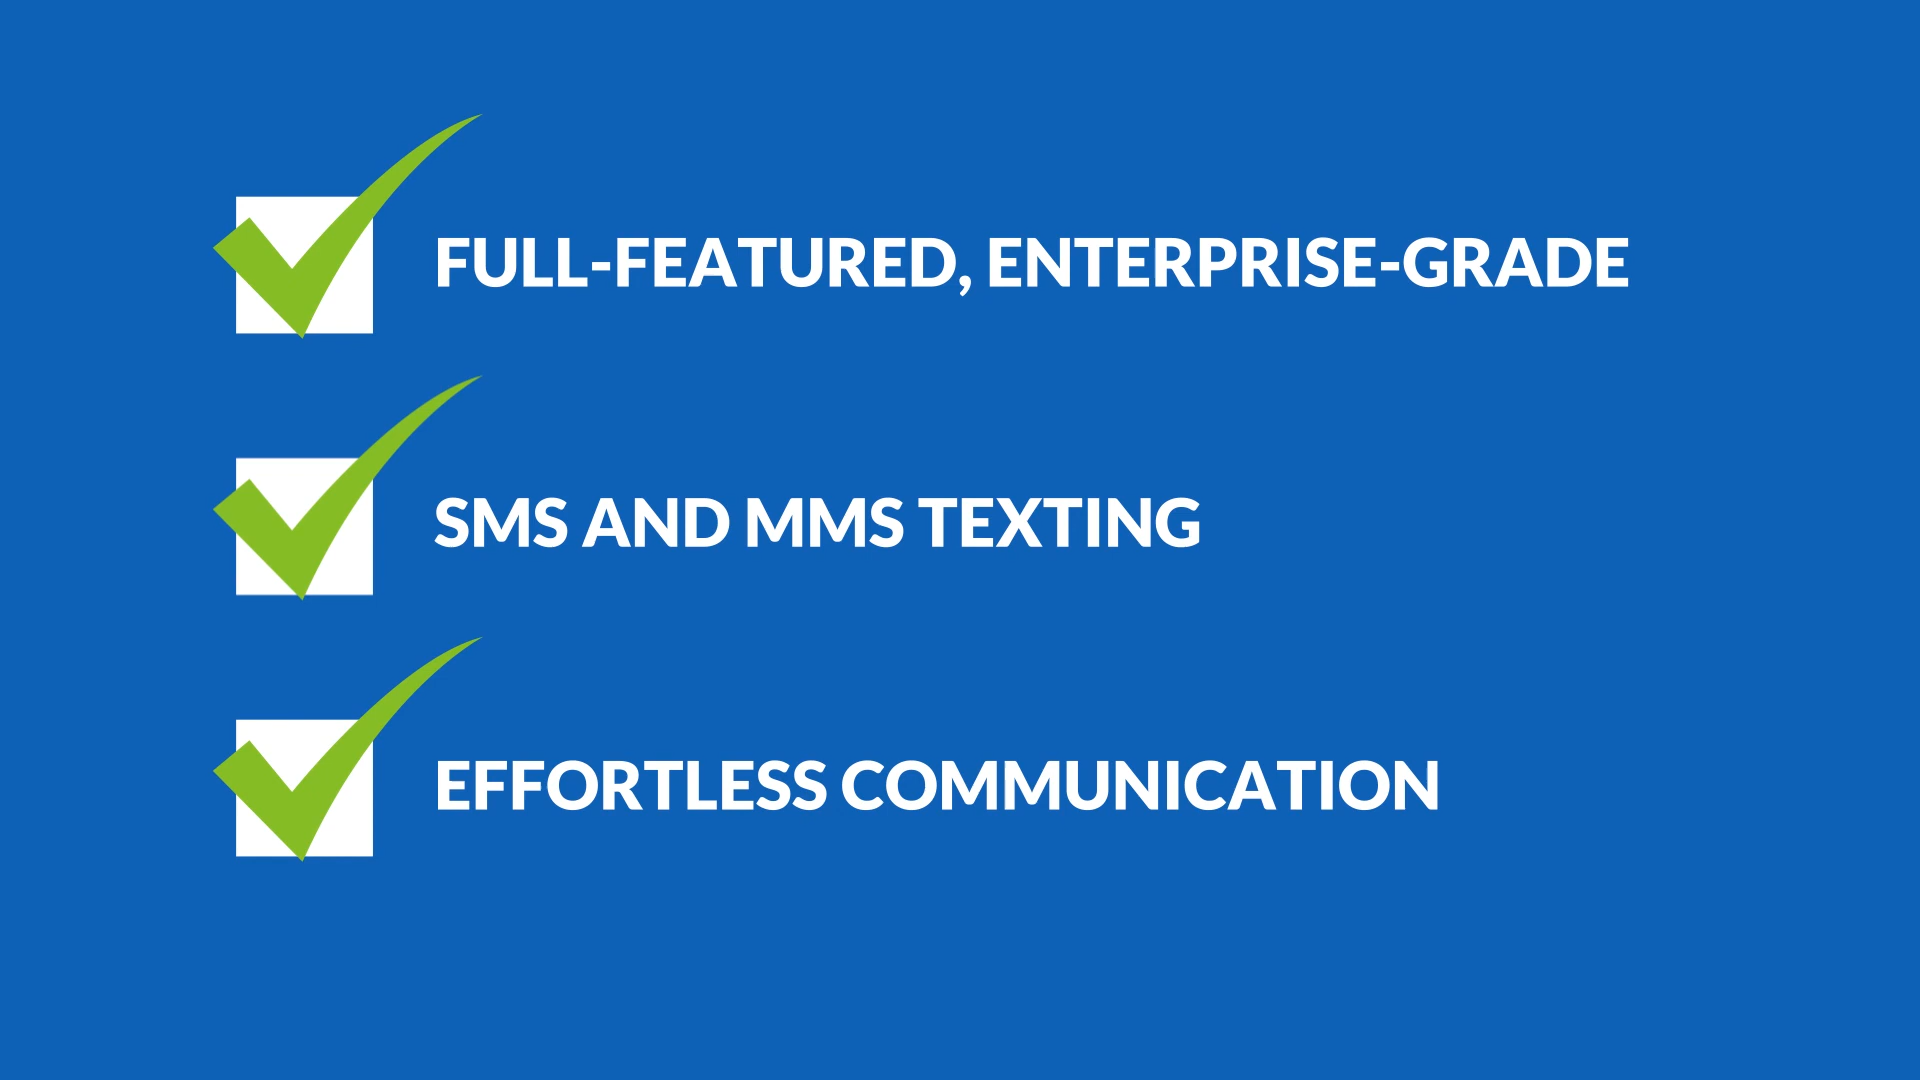 FULL-FEATURED, ENTERPRISE-GRADE
SMS AND MMS TEXTING
EFFORTLESS COMMUNICATION